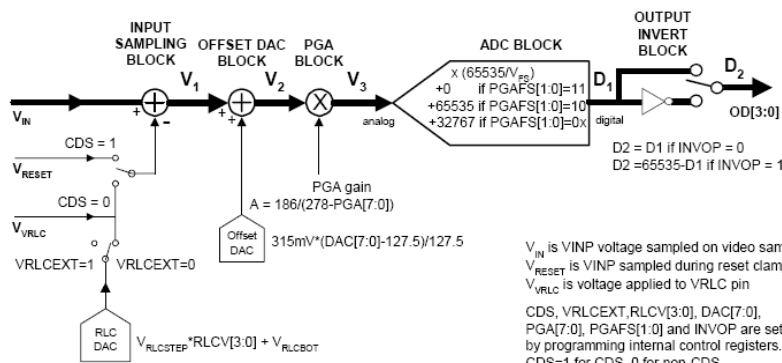 INPUT
SAMPLING
BLOCK
OFFSET DAC
BLOCK
PGA
BLOCK
ADC BLOCK
OUTPUT
INVERT
BLOCK
V1
V2
V3
x (65535/VFS)
+0 if PGAFS[1:0]=11
+65535 if PGAFS[1:0]=10
+32767 if PGAFS[1:0]=0x
D1
D2
VIN
+
-
+
+
X
analog
digital
OD[3:0]
CDS = 1
VRESET
CDS = 0
VVRLC
VRLCEXT=1
VRLCEXT=0
PGA gain
A = 186/(278-PGA[7:0])
D2 = D1 if INVOP = 0
D2 =65535-D1 if INVOP = 1
Offset
DAC
315mV*(DAC[7:0]-127.5)/127.5
RLC
DAC
VRLCSTEP*RLCV[3:0] + VRLCBOT
VIN is VINP voltage sampled on video sam
VRESET is VINP sampled during reset clam
VVRLC is voltage applied to VRLC pin
CDS, VRLCEXT,RLCV[3:0], DAC[7:0],
PGA[7:0], PGAFS[1:0] and INVOP are set
by programming internal control registers.
CDS=1 for CDS, 0 for non-CDS